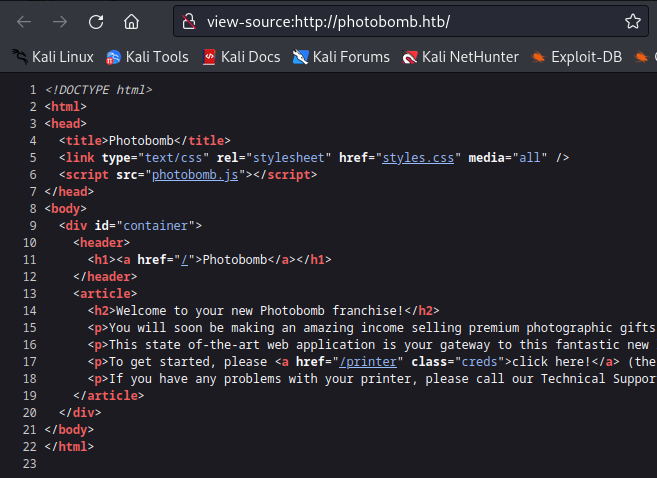 view-source:http://photobomb.htb/
Kali Linux Kali Tools Kali Docs Kali Forums Kali NetHunter Exploit-DB
1 <!DOCTYPE html>
2 <html>
3 <head>
4 <title>Photobomb</title>
5 <link type="text/css" rel="stylesheet" href="styles.css" media="all" />
6 <script src="photobomb.js"></script>
7 </head>
8 <body>
9 <div id="container">
10 <header>
11 <h1><a href="/">Photobomb</a></h1>
12 </header>
13 <article>
14 <h2>Welcome to your new Photobomb franchise!</h2>
15 <p>You will soon be making an amazing income selling premium photographic gifts
16 <p>This state of-the-art web application is your gateway to this fantastic new
17 <p>To get started, please <a href="/printer" class="creds">click here!</a> (the
18 <p>If you have any problems with your printer, please call our Technical Suppor
19 </article>
20 </div>
21 </body>
22 </html>
23